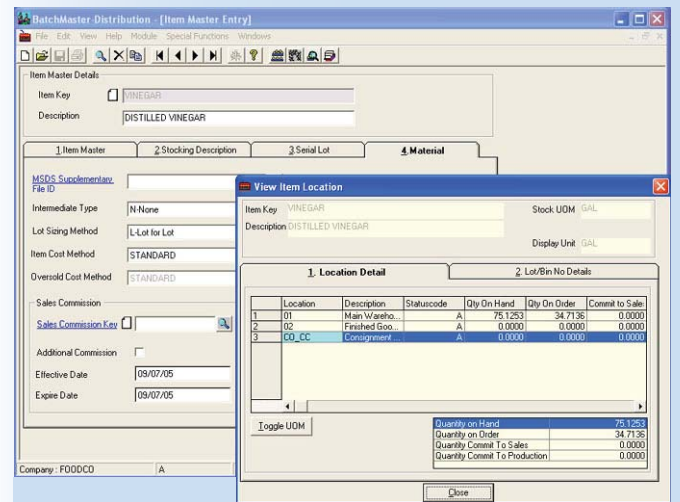 BatchMaster-Distribution - [Item Master Entry]
File Edit View Help Module Special Functions Windows
Item Master Details
Item Key VINEGAR
Description DISTILLED VINEGAR
1.Item Master 2.Stocking Description 3.Serial Lot 4.Material
MSDS Supplementary
File ID
Intermediate Type N-None
Lot Sizing Method L-Lot for Lot
Item Cost Method STANDARD
Oversold Cost Method STANDARD
Sales Commission
Sales Commission Key
Additional Commission
Effective Date 09/07/05
Expire Date 09/07/05
Company : FOODCO A
View Item Location
Item Key VINEGAR Stock UOM GAL
Description DISTILLED VINEGAR
Display Unit GAL
1. Location Detail 2. Lot/Bin No Details
Location Description Statuscode Qty On Hand Qty On Order Commit to Sale
1 01 Main Wareho... A 75.1253 34.7136 0.0000
2 02 Finished Goo... A 0.0000 0.0000 0.0000
3 CO_CC Consignment ... A 0.0000 0.0000 0.0000
Toggle UOM
Quantity on Hand 75.1253
Quantity on Order 34.7136
Quantity Commit To Sales 0.0000
Quantity Commit To Production 0.0000
Close